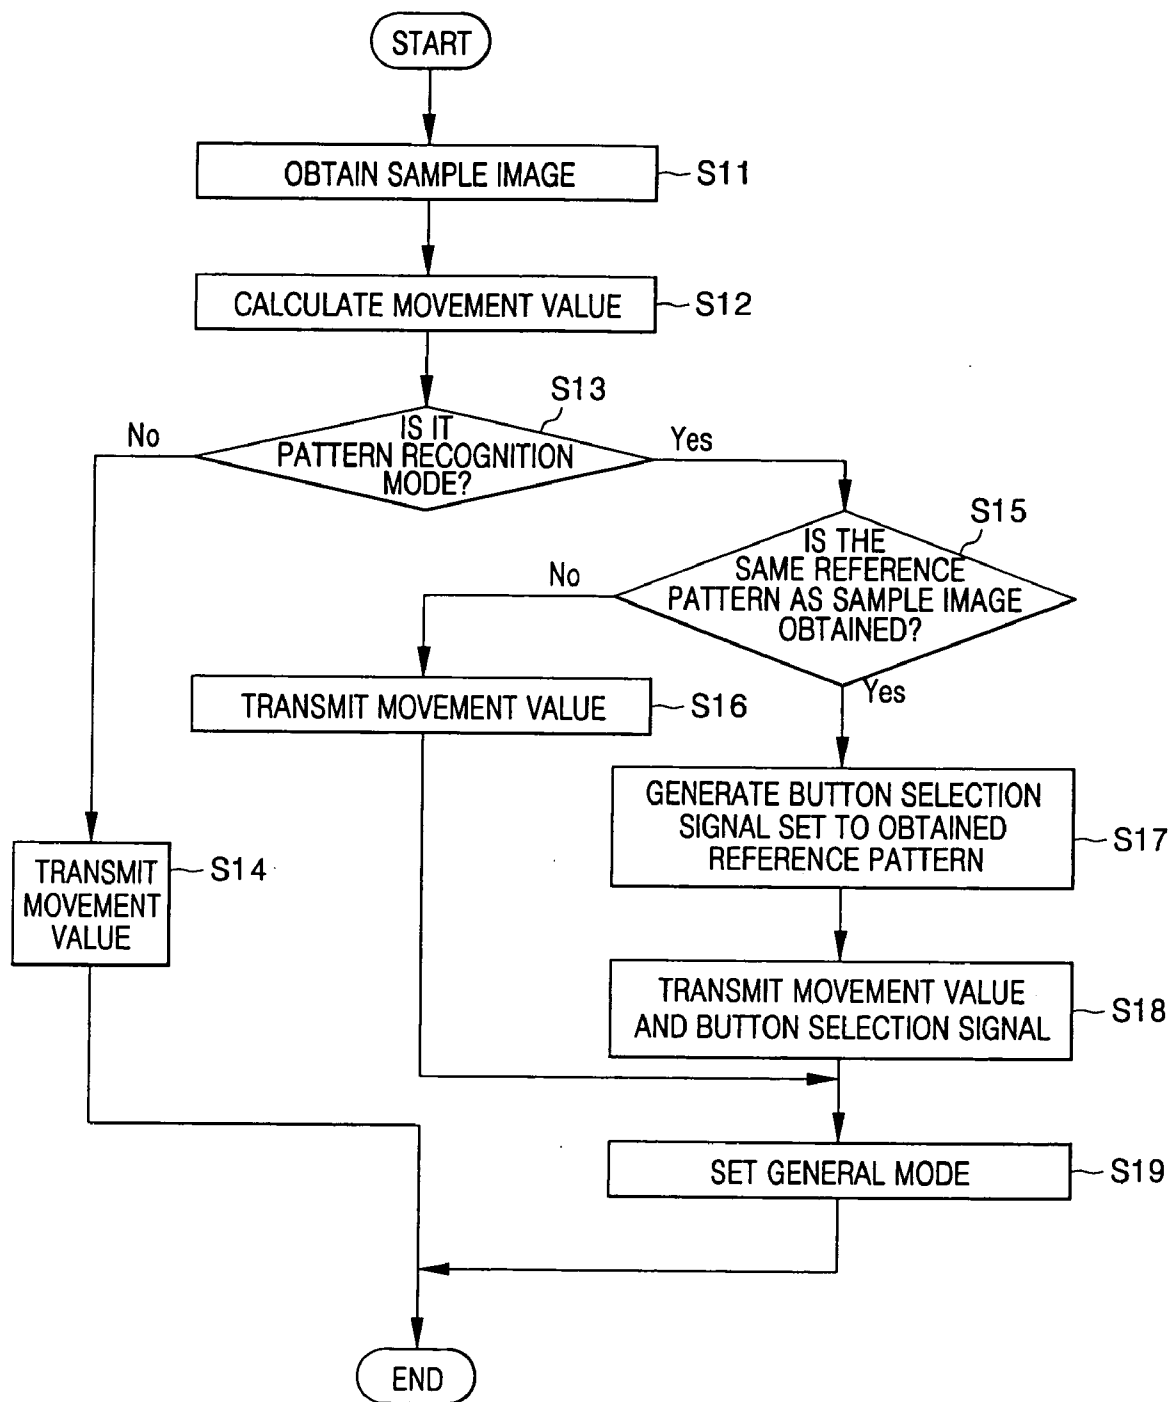 START
OBTAIN SAMPLE IMAGE
S11
CALCULATE MOVEMENT VALUE
S12
S13
IS IT
PATTERN RECOGNITION
MODE?
No
Yes
S15
IS THE
SAME REFERENCE
PATTERN AS SAMPLE IMAGE
OBTAINED?
No
Yes
TRANSMIT MOVEMENT VALUE
S16
GENERATE BUTTON SELECTION
SIGNAL SET TO OBTAINED
REFERENCE PATTERN
S17
TRANSMIT
MOVEMENT
VALUE
S14
TRANSMIT MOVEMENT VALUE
AND BUTTON SELECTION SIGNAL
S18
SET GENERAL MODE
S19
END